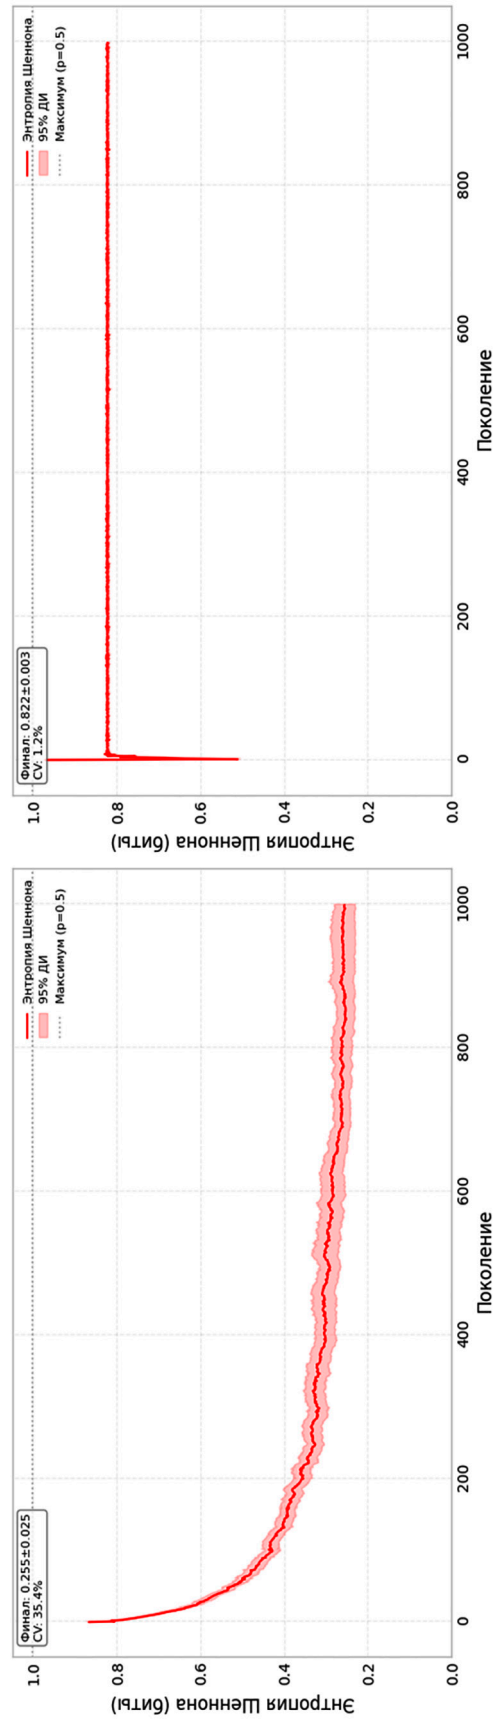 Энтропия Шеннона (биты)
1.0
0.8
0.6
0.4
0.2
0.0
Финал: 0.255±0.025
CV: 35.4%
Энтропия Шеннона
95% ДИ
Максимум (p=0.5)
0
200
400
600
800
1000
Поколение
Энтропия Шеннона (биты)
1.0
0.8
0.6
0.4
0.2
0.0
Финал: 0.822±0.003
CV: 1.2%
Энтропия Шеннона
95% ДИ
Максимум (p=0.5)
0
200
400
600
800
1000
Поколение